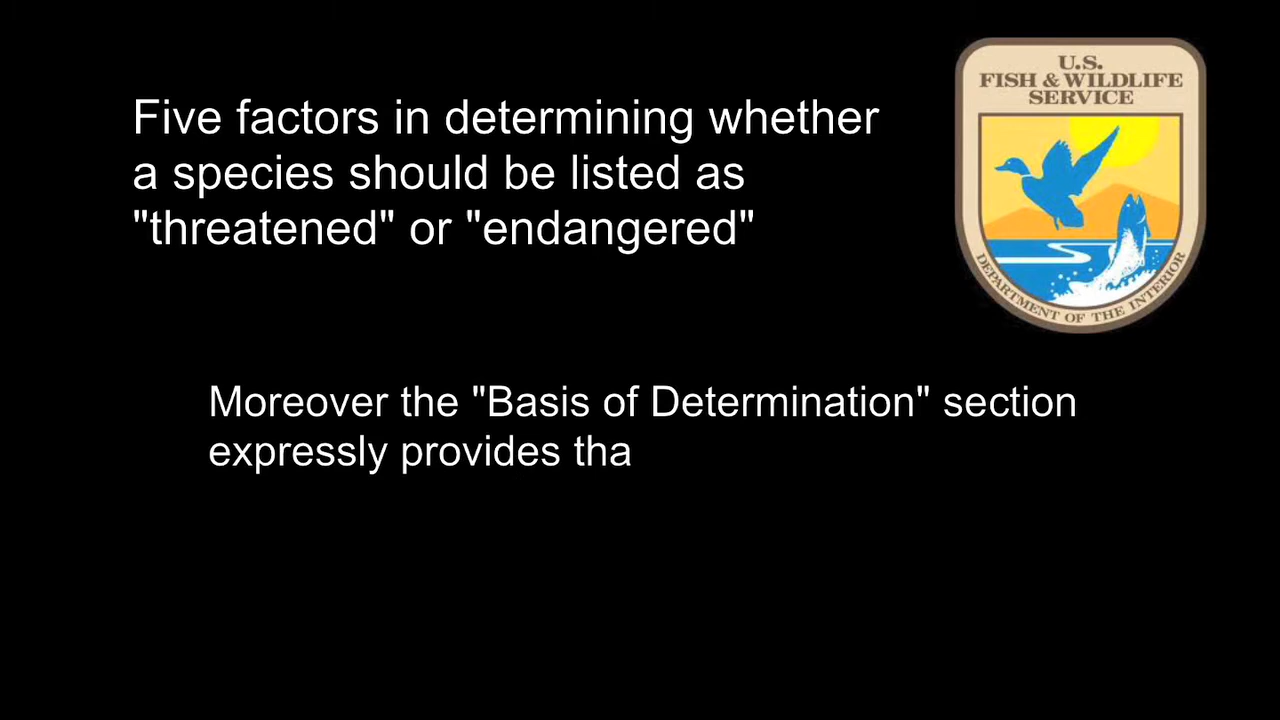 Five factors in determining whether
a species should be listed as
"threatened" or "endangered"
U.S.
FISH & WILDLIFE
SERVICE
DEPARTMENT OF THE INTERIOR
Moreover the "Basis of Determination" section
expressly provides tha